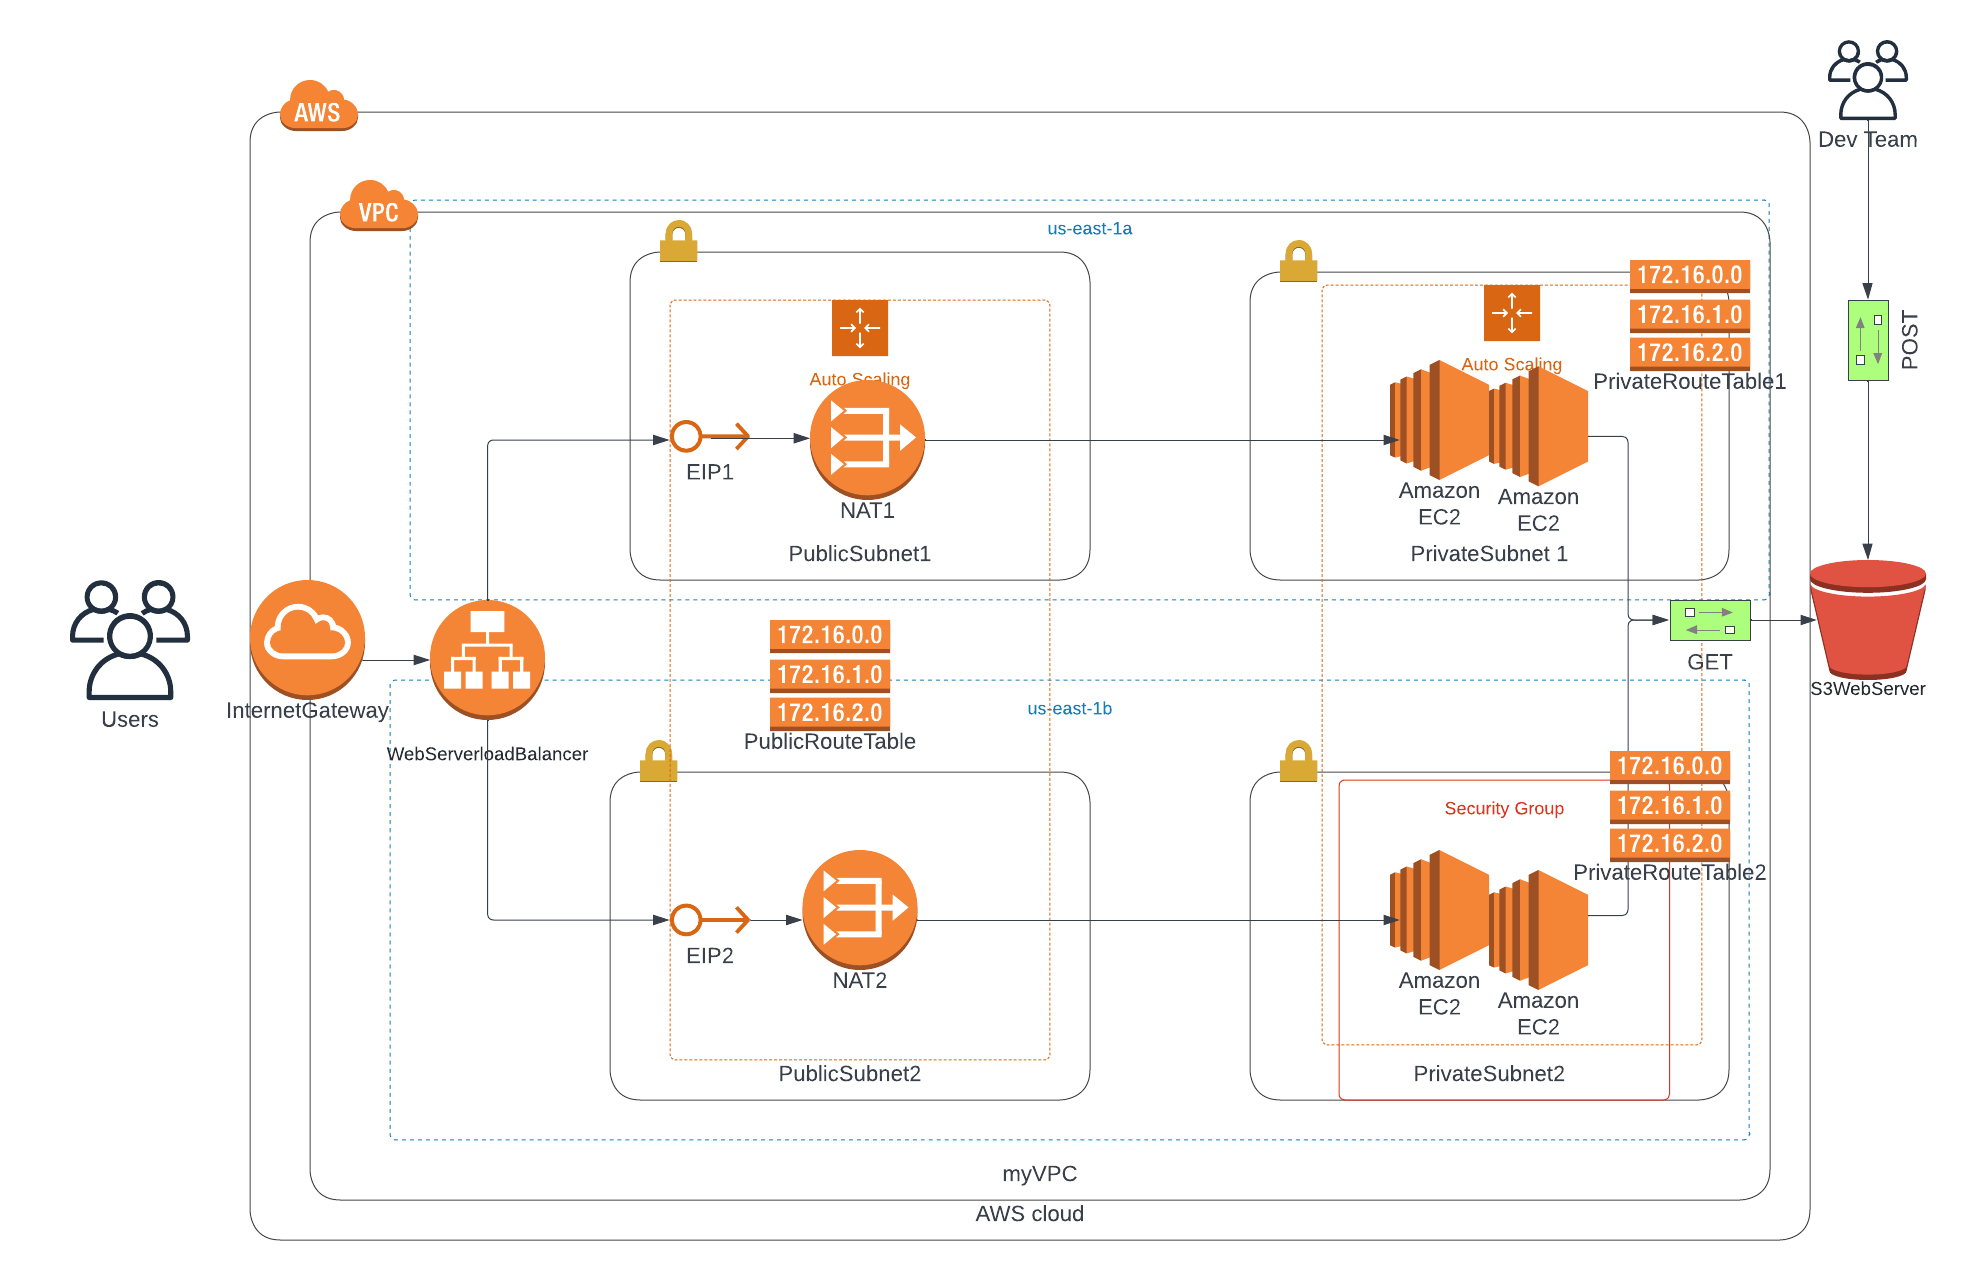 AWS
Dev Team
VPC
us-east-1a
172.16.0.0
172.16.1.0
172.16.2.0
PrivateRouteTable1
POST
Auto Scaling
Auto Scaling
EIP1
NAT1
Amazon
EC2
Amazon
EC2
PublicSubnet1
PrivateSubnet 1
172.16.0.0
172.16.1.0
172.16.2.0
PublicRouteTable
GET
S3WebServer
Users
InternetGateway
WebServerloadBalancer
us-east-1b
172.16.0.0
172.16.1.0
172.16.2.0
PrivateRouteTable2
Security Group
EIP2
NAT2
Amazon
EC2
Amazon
EC2
PublicSubnet2
PrivateSubnet2
myVPC
AWS cloud